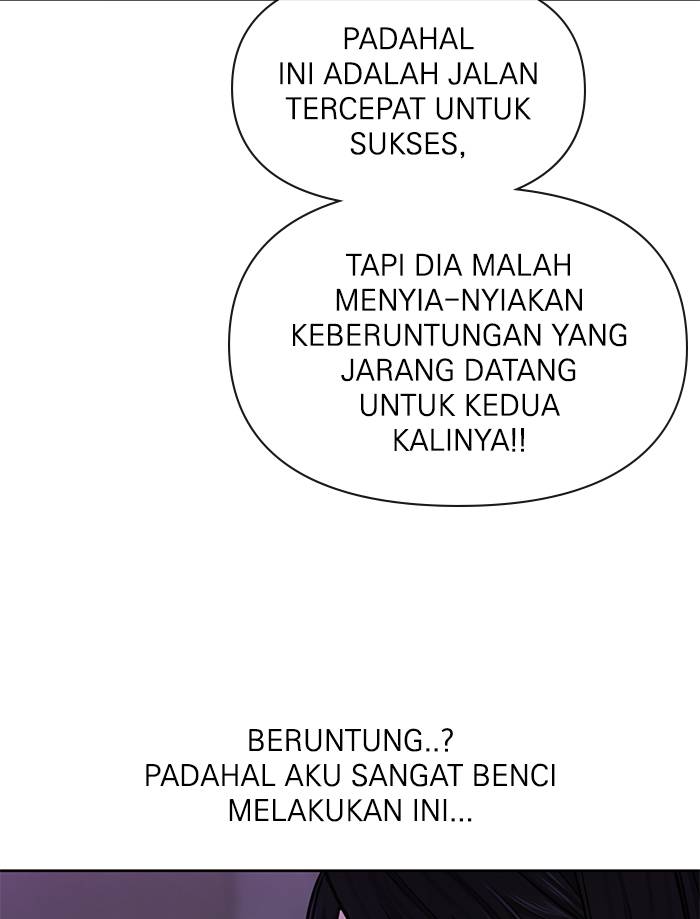 PADAHAL
INI ADALAH JALAN
TERCEPAT UNTUK
SUKSES,
TAPI DIA MALAH
MENYIA-NYIAKAN
KEBERUNTUNGAN YANG
JARANG DATANG
UNTUK KEDUA
KALINYA!!
BERUNTUNG..?
PADAHAL AKU SANGAT BENCI
MELAKUKAN INI...